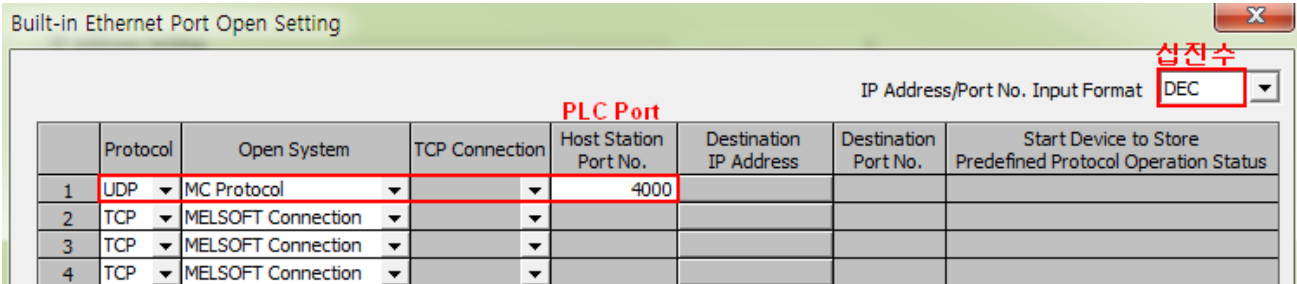 Built-in Ethernet Port Open Setting
십진수
IP Address/Port No. Input Format DEC
PLC Port
Protocol Open System TCP Connection Host Station Port No. Destination IP Address Destination Port No. Start Device to Store Predefined Protocol Operation Status
1 UDP MC Protocol 4000
2 TCP MELSOFT Connection
3 TCP MELSOFT Connection
4 TCP MELSOFT Connection